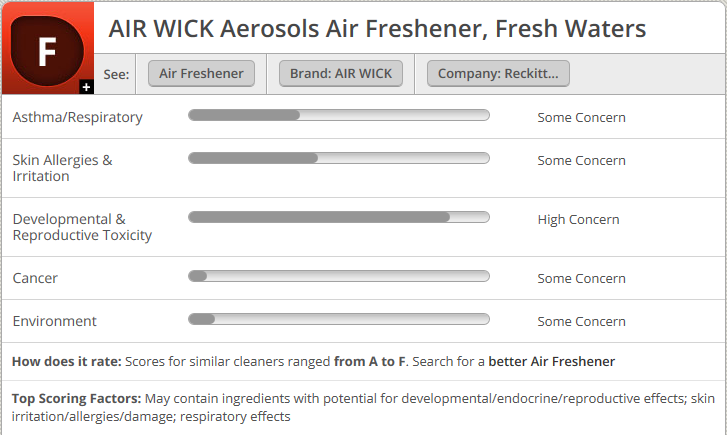 F
AIR WICK Aerosols Air Freshener, Fresh Waters
+
See:
Air Freshener
Brand: AIR WICK
Company: Reckitt...
Asthma/Respiratory
Some Concern
Skin Allergies &
Irritation
Some Concern
Developmental &
Reproductive Toxicity
High Concern
Cancer
Some Concern
Environment
Some Concern
How does it rate: Scores for similar cleaners ranged from A to F. Search for a better Air Freshener
Top Scoring Factors: May contain ingredients with potential for developmental/endocrine/reproductive effects; skin
irritation/allergies/damage; respiratory effects